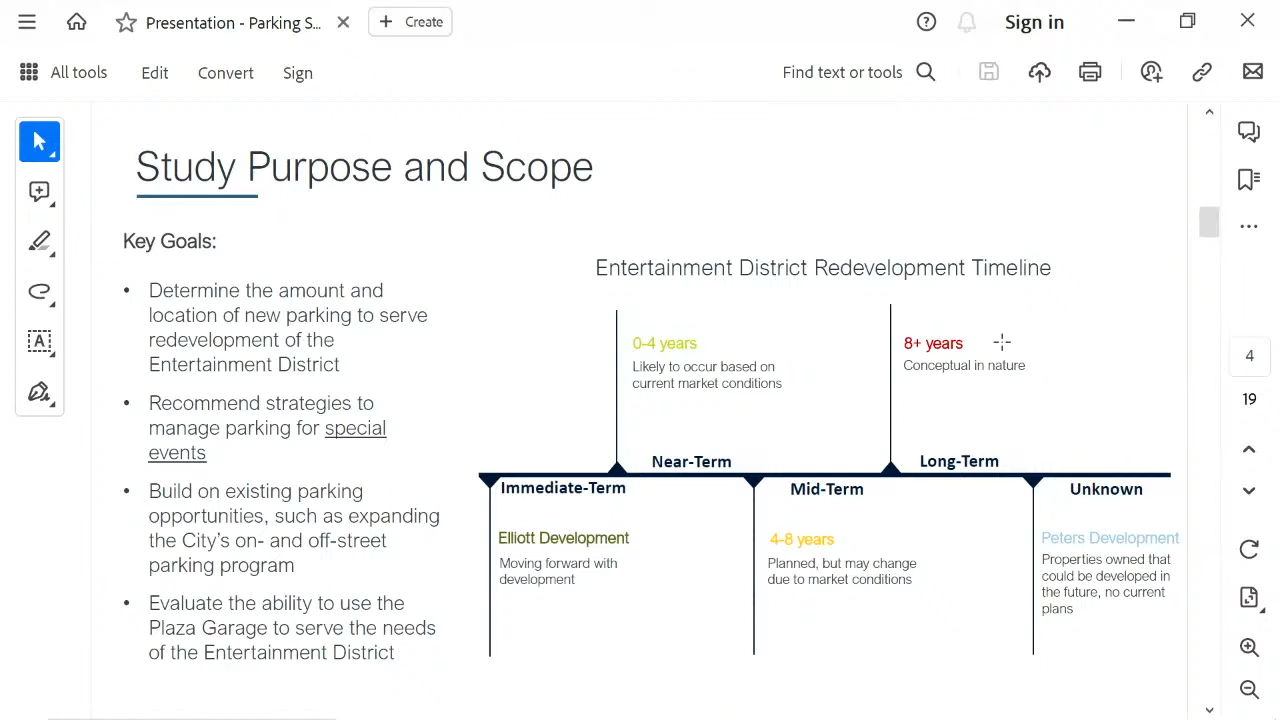 Presentation - Parking S...
Create
Sign in
All tools
Edit
Convert
Sign
Find text or tools
Study Purpose and Scope
Key Goals:
• Determine the amount and
location of new parking to serve
redevelopment of the
Entertainment District
• Recommend strategies to
manage parking for special
events
• Build on existing parking
opportunities, such as expanding
the City's on- and off-street
parking program
• Evaluate the ability to use the
Plaza Garage to serve the needs
of the Entertainment District
Entertainment District Redevelopment Timeline
0-4 years
Likely to occur based on
current market conditions
8+ years
Conceptual in nature
Near-Term
Long-Term
Immediate-Term
Mid-Term
Unknown
Elliott Development
Moving forward with
development
4-8 years
Planned, but may change
due to market conditions
Peters Development
Properties owned that
could be developed in
the future, no current
plans
4
19